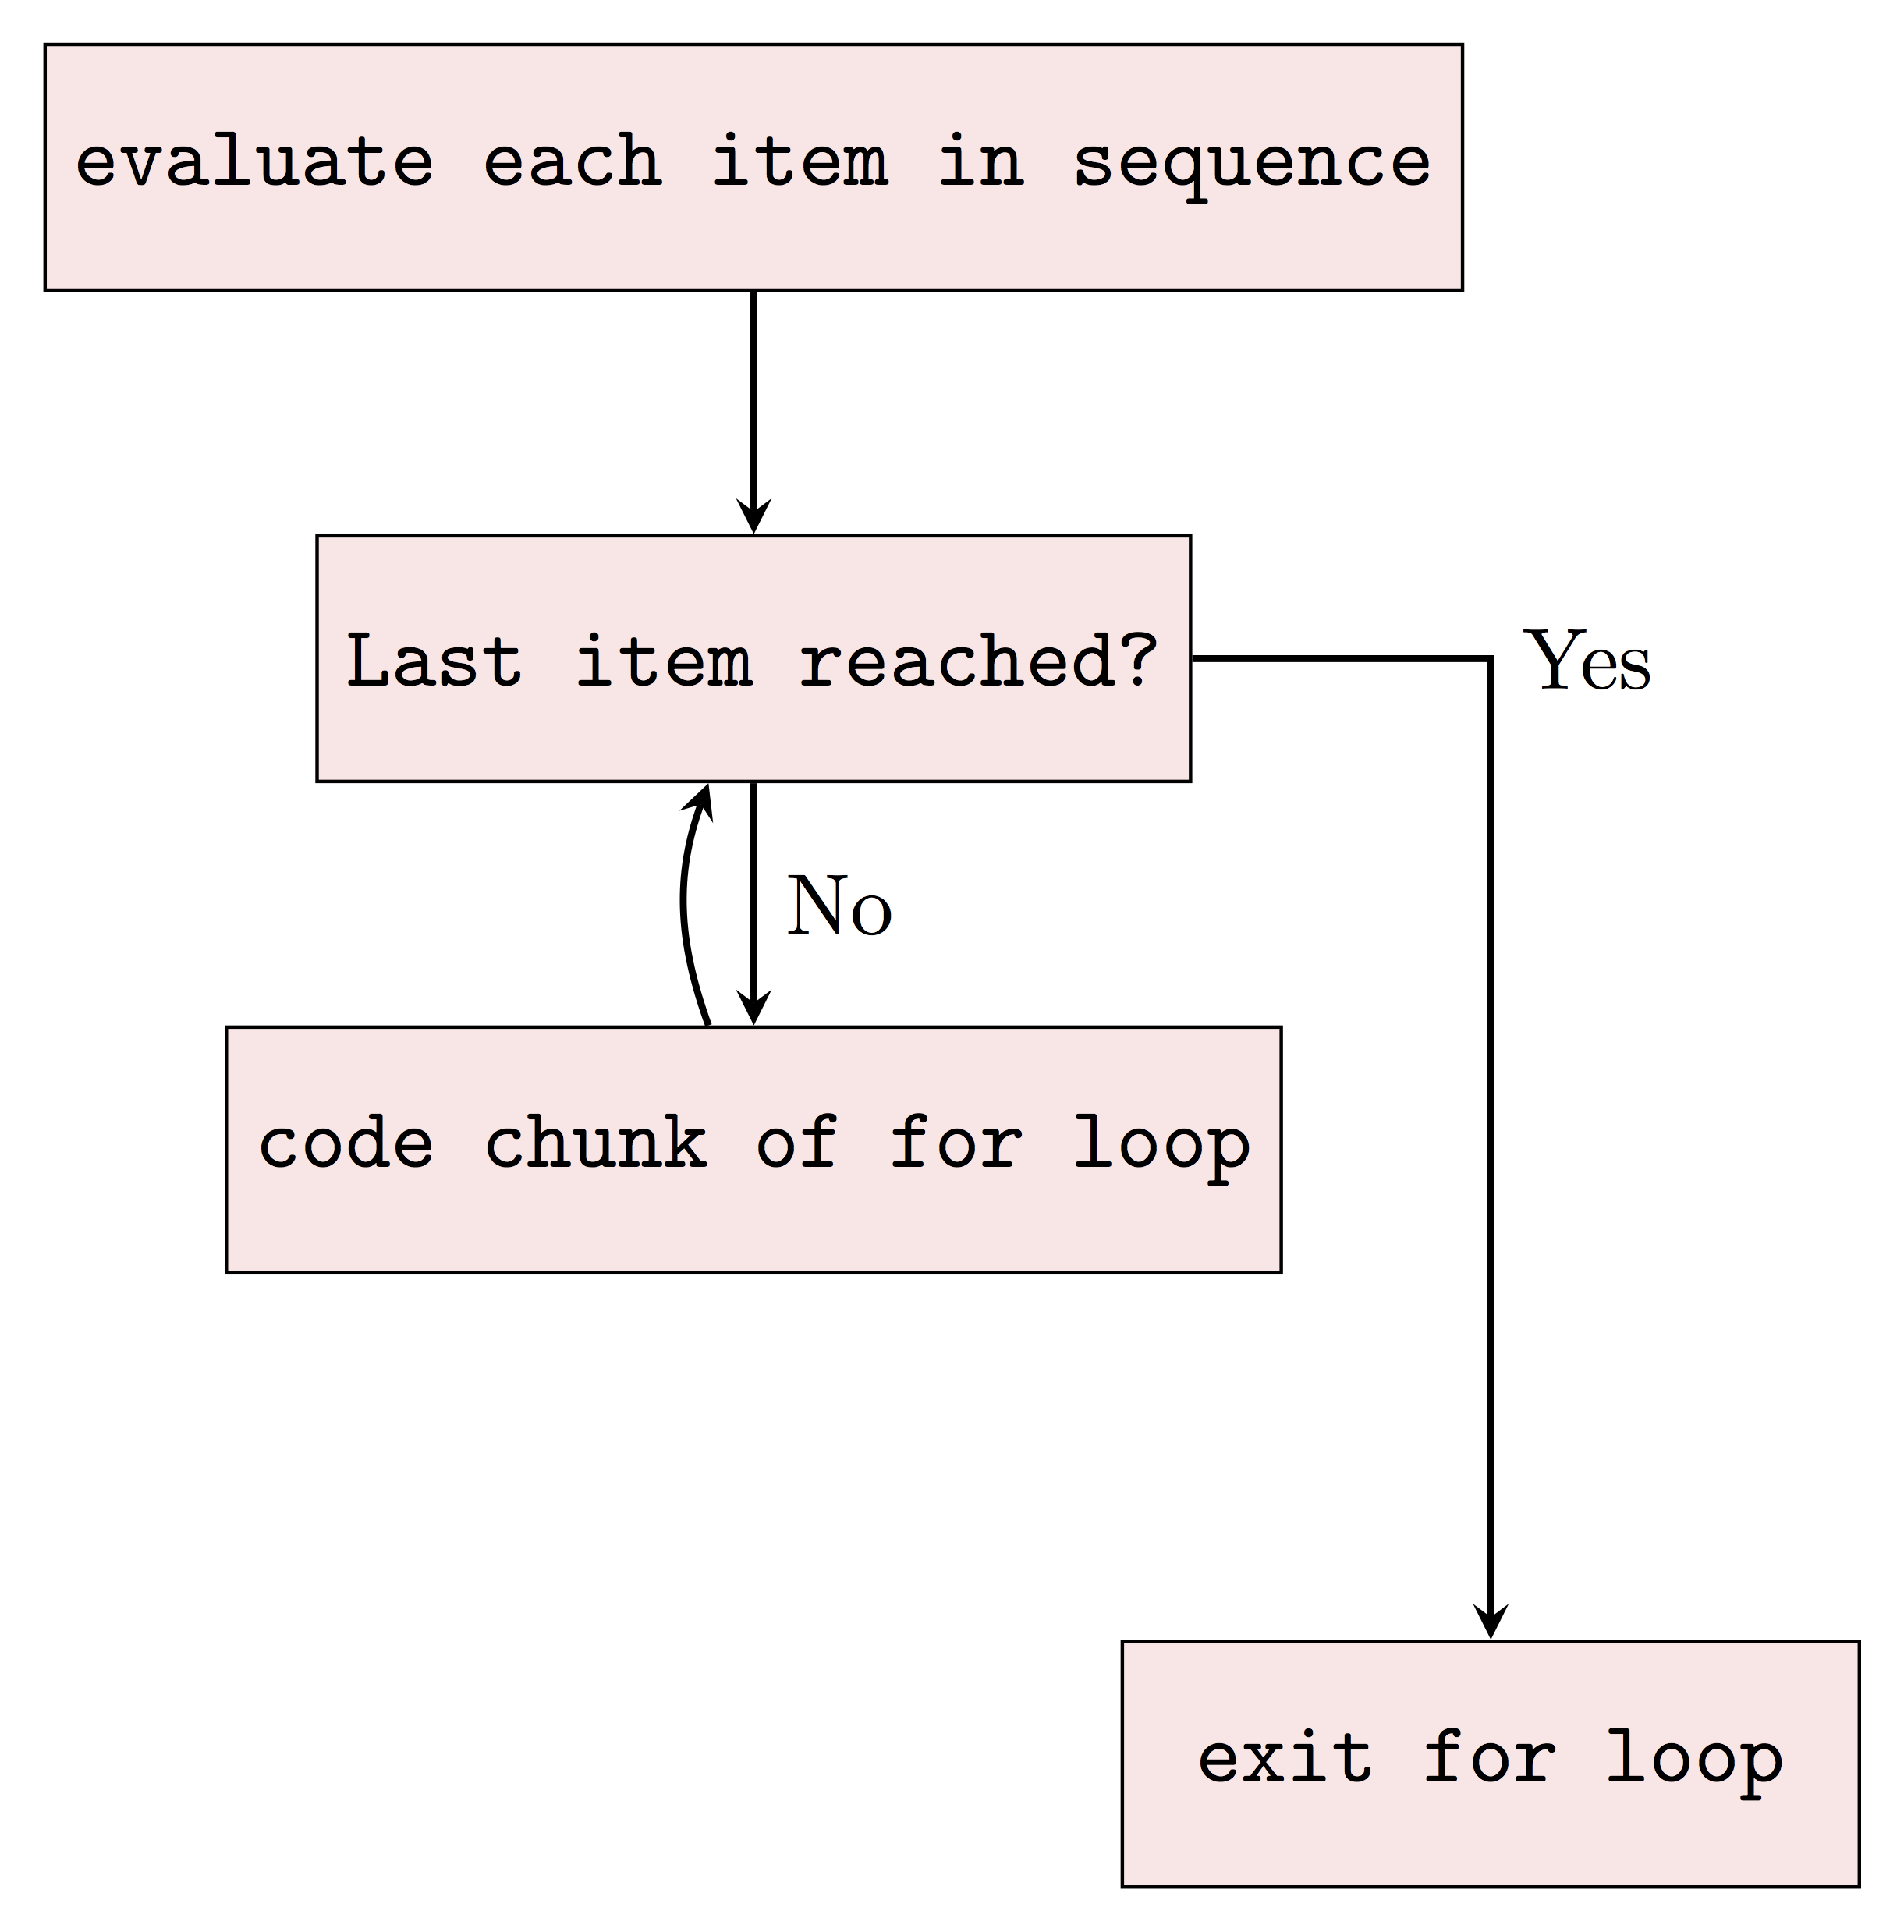 evaluate each item in sequence
Last item reached?
Yes
No
code chunk of for loop
exit for loop